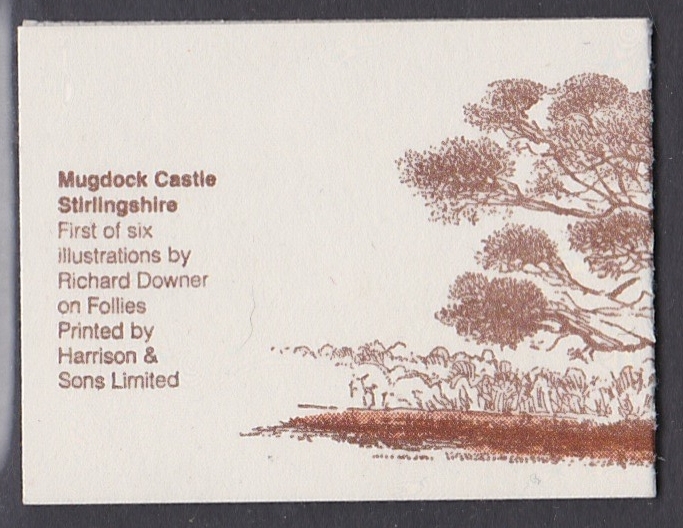 Mugdock Castle
Stirlingshire
First of six
illustrations by
Richard Downer
on Follies
Printed by
Harrison &
Sons Limited